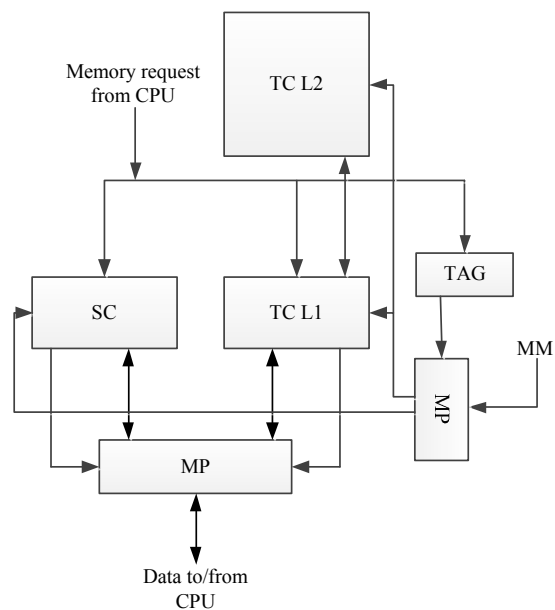 Memory request
from CPU
TC L2
SC
TC L1
TAG
MM
MP
MP
Data to/from
CPU